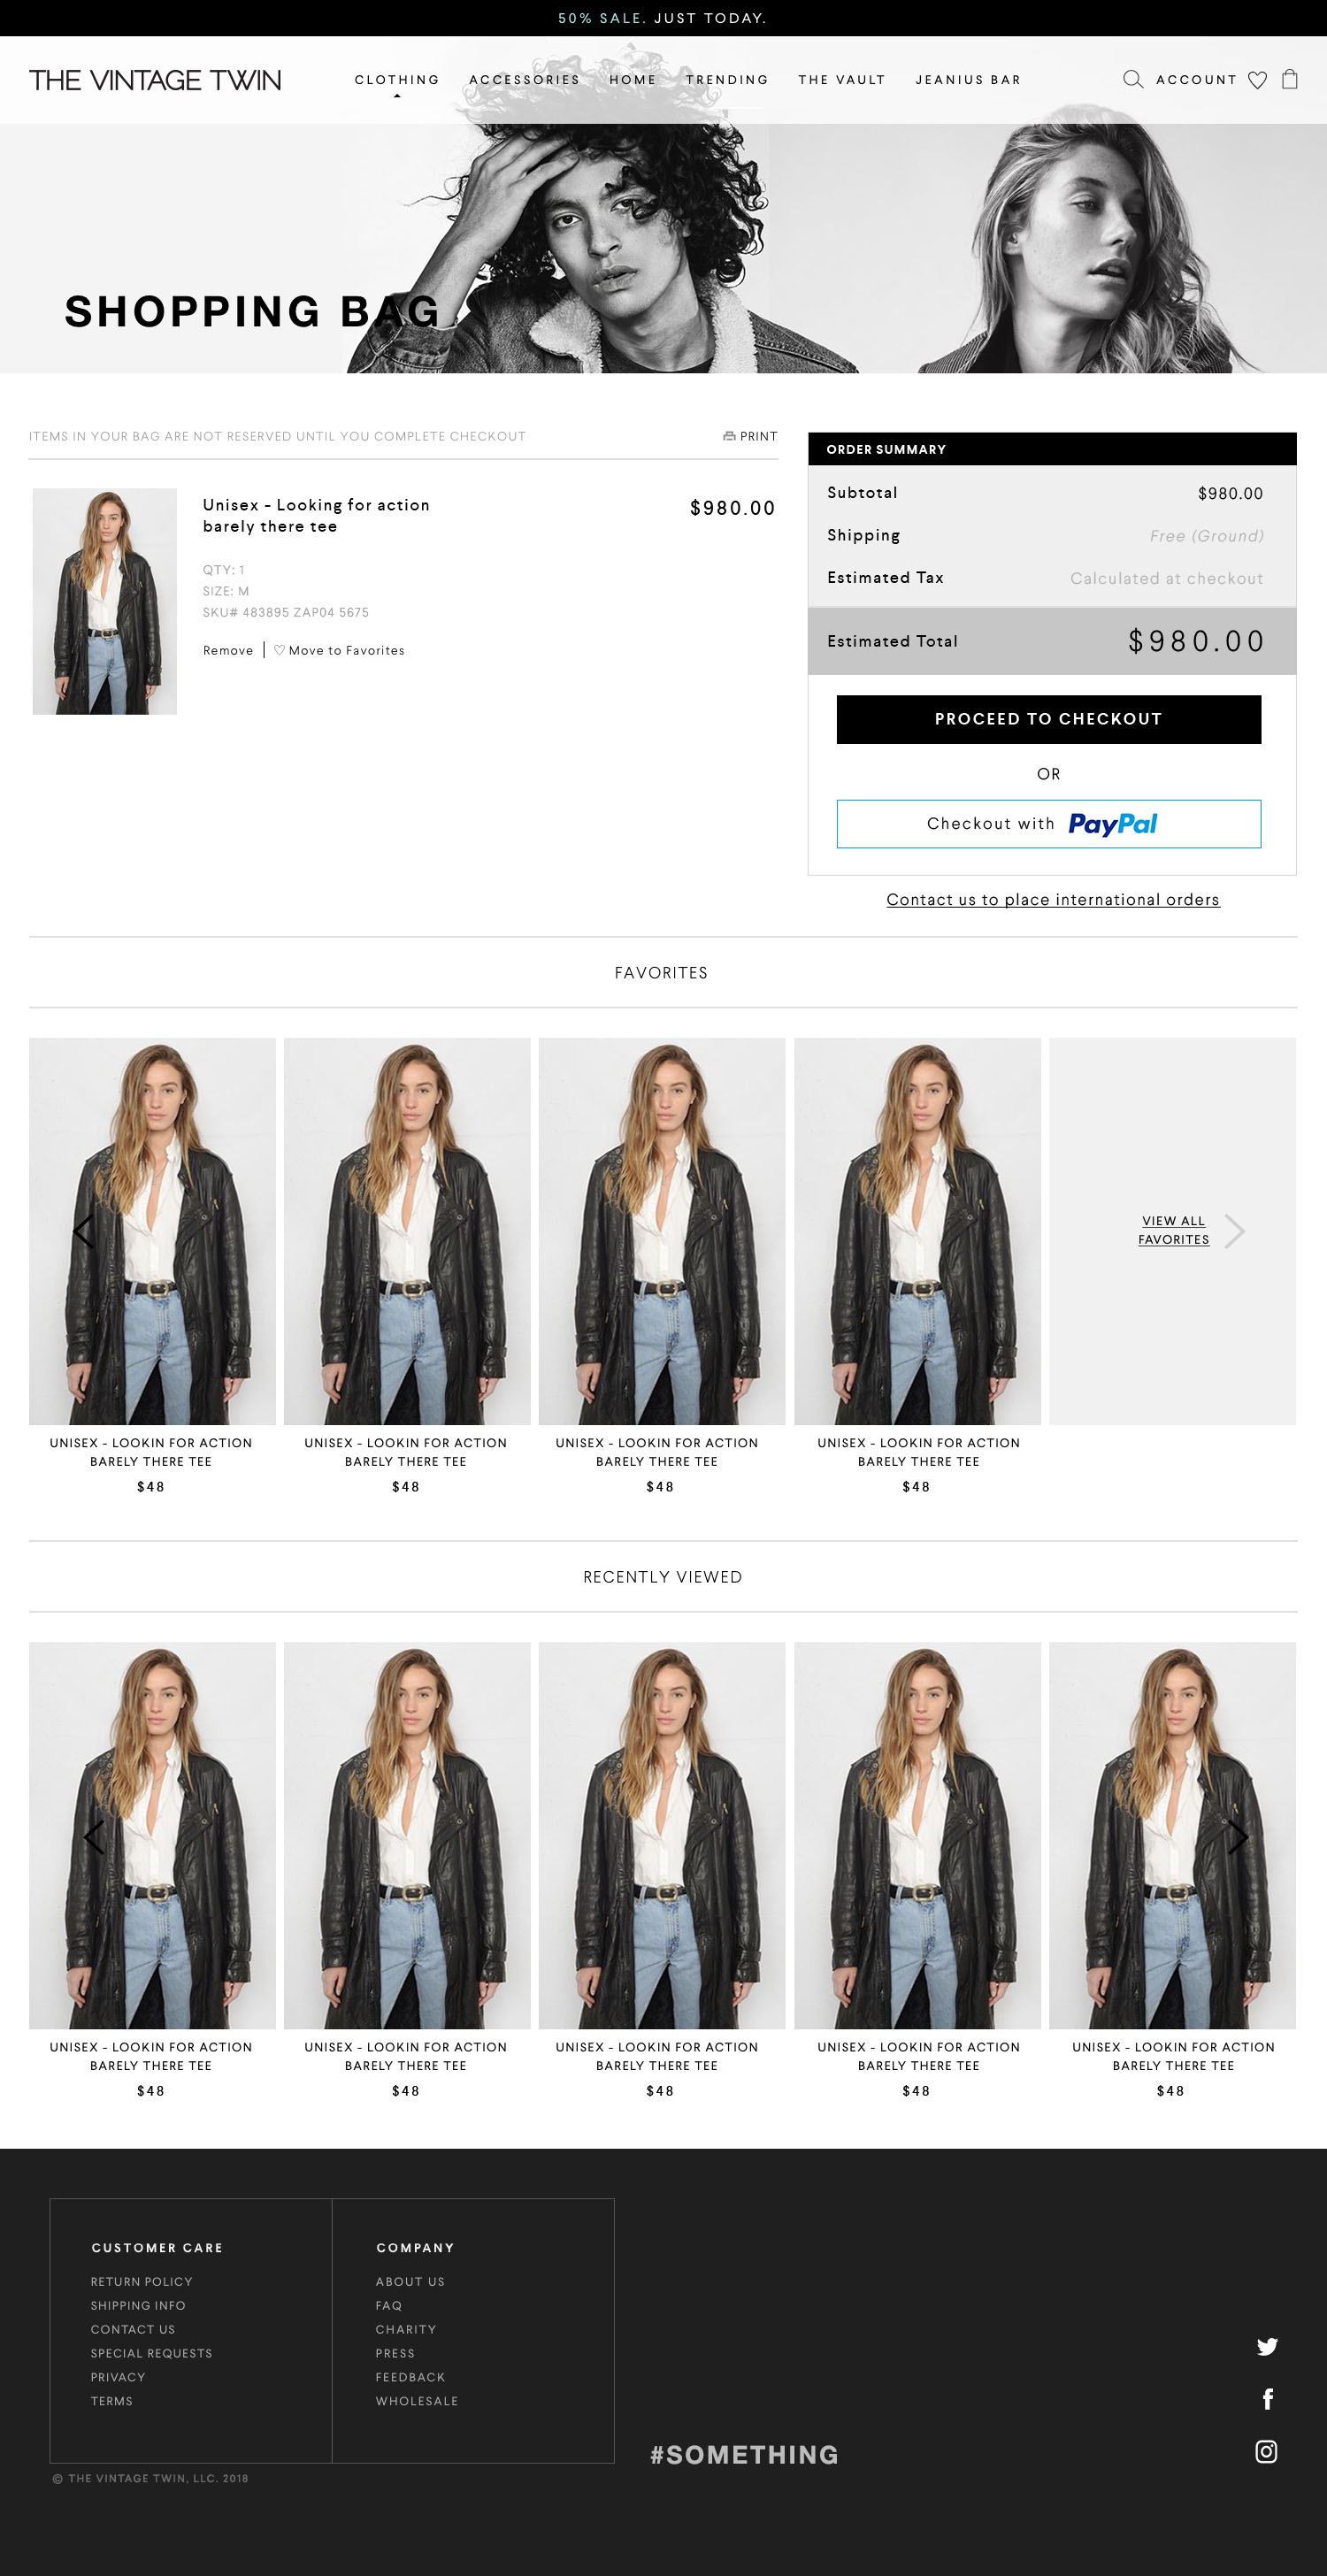 50% SALE. JUST TODAY.
THE VINTAGE TWIN
CLOTHING ACCESSORIES HOME TRENDING THE VAULT JEANIUS BAR
ACCOUNT
SHOPPING BAG
ITEMS IN YOUR BAG ARE NOT RESERVED UNTIL YOU COMPLETE CHECKOUT
PRINT
Unisex - Looking for action
barely there tee
$980.00
QTY: 1
SIZE: M
SKU# 483895 ZAP04 5675
Remove | Move to Favorites
ORDER SUMMARY
Subtotal $980.00
Shipping Free (Ground)
Estimated Tax Calculated at checkout
Estimated Total $980.00
PROCEED TO CHECKOUT
OR
Checkout with PayPal
Contact us to place international orders
FAVORITES
VIEW ALL
FAVORITES
UNISEX - LOOKIN FOR ACTION
BARELY THERE TEE
$48
UNISEX - LOOKIN FOR ACTION
BARELY THERE TEE
$48
UNISEX - LOOKIN FOR ACTION
BARELY THERE TEE
$48
UNISEX - LOOKIN FOR ACTION
BARELY THERE TEE
$48
RECENTLY VIEWED
UNISEX - LOOKIN FOR ACTION
BARELY THERE TEE
$48
UNISEX - LOOKIN FOR ACTION
BARELY THERE TEE
$48
UNISEX - LOOKIN FOR ACTION
BARELY THERE TEE
$48
UNISEX - LOOKIN FOR ACTION
BARELY THERE TEE
$48
UNISEX - LOOKIN FOR ACTION
BARELY THERE TEE
$48
CUSTOMER CARE
RETURN POLICY
SHIPPING INFO
CONTACT US
SPECIAL REQUESTS
PRIVACY
TERMS
COMPANY
ABOUT US
FAQ
CHARITY
PRESS
FEEDBACK
WHOLESALE
#SOMETHING
© THE VINTAGE TWIN, LLC. 2018